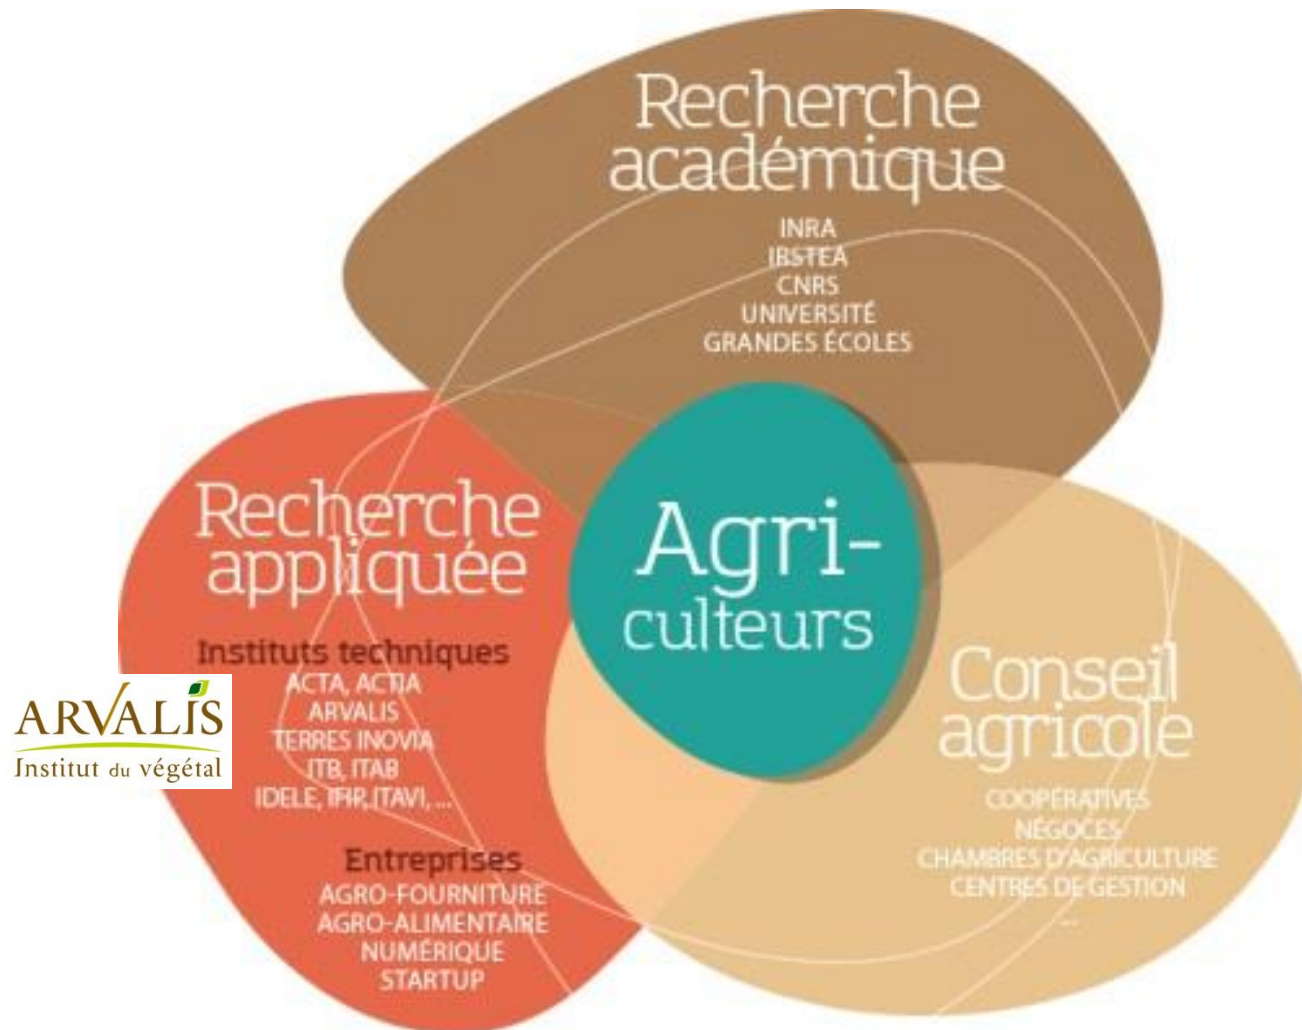 Recherche
académique
INRA
IRSTEA
CNRS
UNIVERSITÉ
GRANDES ÉCOLES
Recherche
appliquée
Instituts techniques
ACTA, ACTIA
ARVALIS
TERRES INOVIA
ITB, ITAB
IDELE, IFIP, ITAVI, ...
Entreprises
AGRO-FOURNITURE
AGRO-ALIMENTAIRE
NUMÉRIQUE
STARTUP
ARVALIS
Institut du végétal
Agri-
culteurs
Conseil
agricole
COOPÉRATIVES
NÉGOCES
CHAMBRES D'AGRICULTURE
CENTRES DE GESTION
...